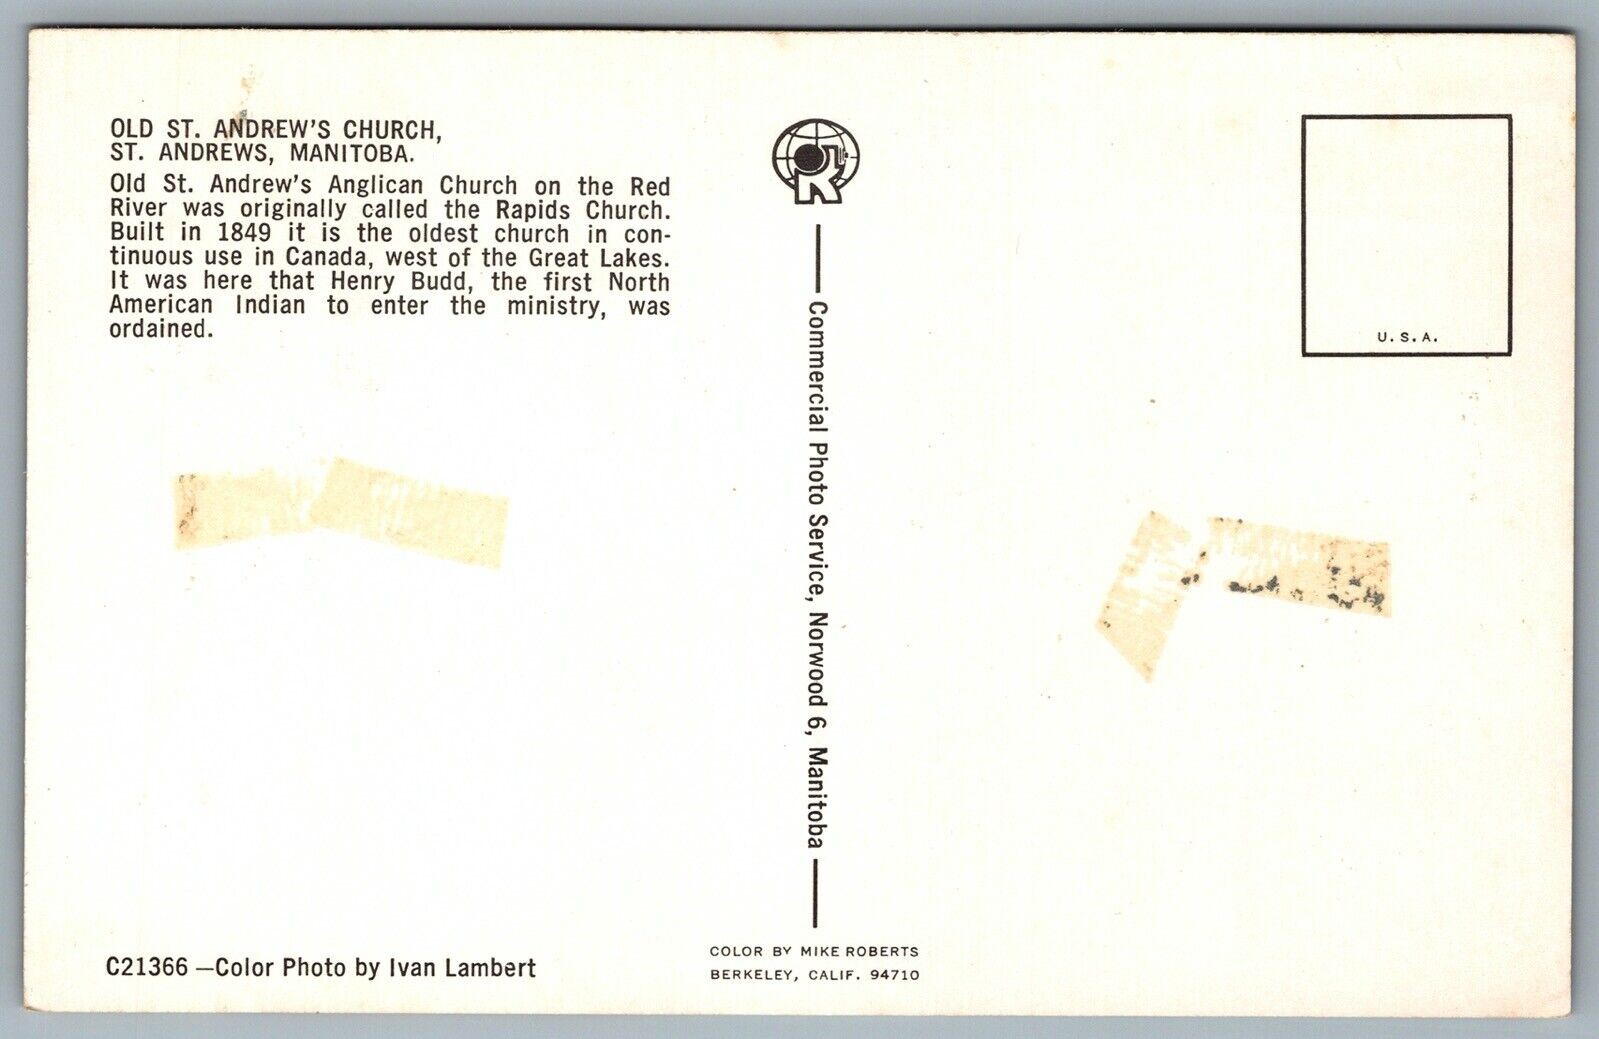 OLD ST. ANDREW'S CHURCH,
ST. ANDREWS, MANITOBA.
Old St. Andrew's Anglican Church on the Red
River was originally called the Rapids Church.
Built in 1849 it is the oldest church in con-
tinuous use in Canada, west of the Great Lakes.
It was here that Henry Budd, the first North
American Indian to enter the ministry, was
ordained.
C21366 —Color Photo by Ivan Lambert
Commercial Photo Service, Norwood 6, Manitoba
COLOR BY MIKE ROBERTS
BERKELEY, CALIF. 94710
U. S. A.